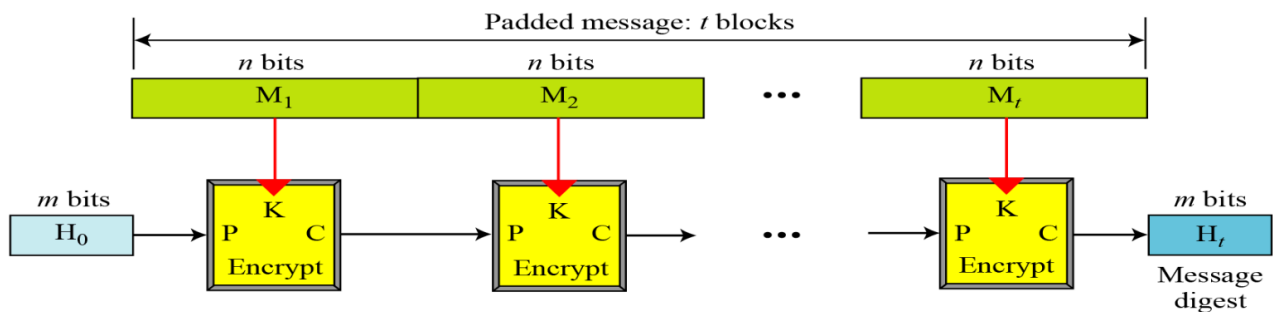 Padded message: t blocks
n bits
n bits
n bits
M₁
M₂
•••
Mₜ
m bits
H₀
K
P C
Encrypt
K
P C
Encrypt
•••
K
P C
Encrypt
m bits
Hₜ
Message
digest